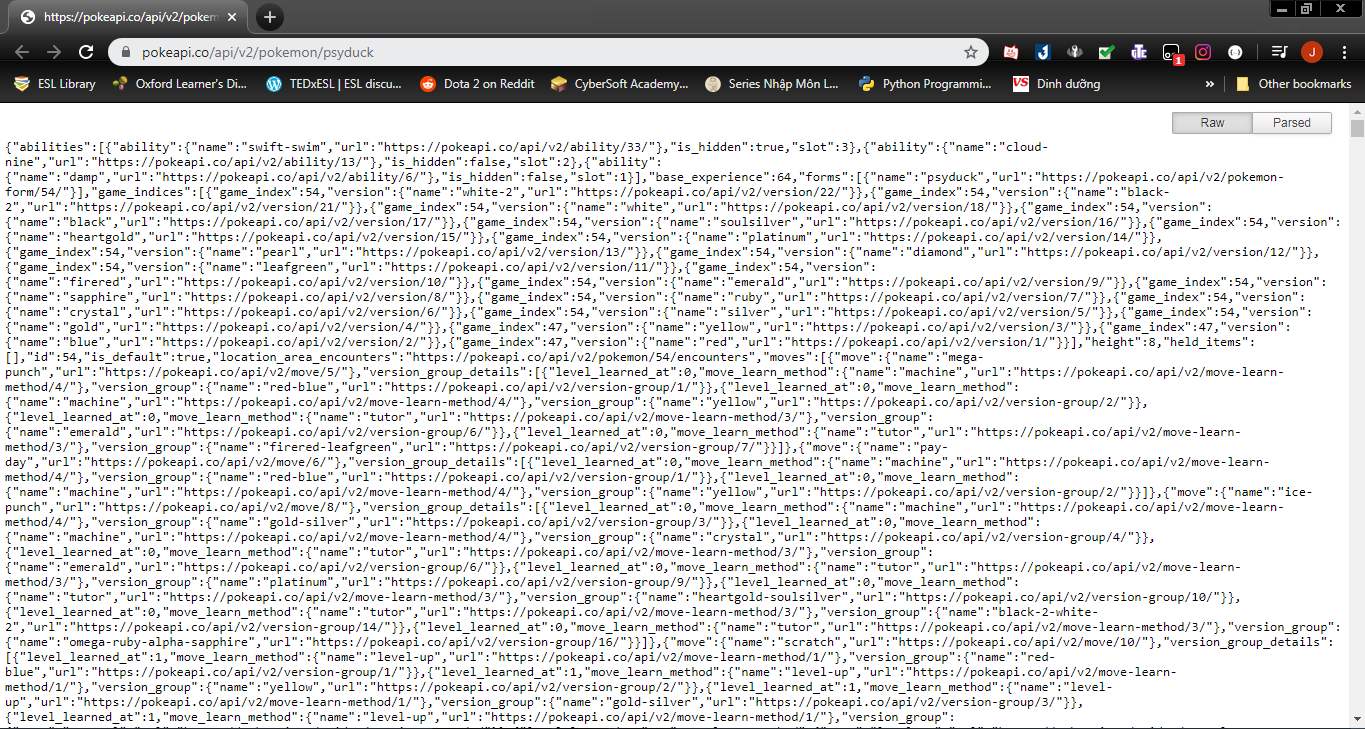 https://pokeapi.co/api/v2/pokem
pokeapi.co/api/v2/pokemon/psyduck
1
J
ESL Library
Oxford Learner's Di...
TEDxESL | ESL discu...
Dota 2 on Reddit
CyberSoft Academy...
Series Nhập Môn L...
Python Programmi...
VS
Dinh dưỡng
»
Other bookmarks
Raw
Parsed
{"abilities":[{"ability":{"name":"swift-swim","url":"https://pokeapi.co/api/v2/ability/33/"},"is_hidden":true,"slot":3},{"ability":{"name":"cloud-
nine","url":"https://pokeapi.co/api/v2/ability/13/"},"is_hidden":false,"slot":2},{"ability":
{"name":"damp","url":"https://pokeapi.co/api/v2/ability/6/"},"is_hidden":false,"slot":1}],"base_experience":64,"forms":[{"name":"psyduck","url":"https://pokeapi.co/api/v2/pokemon-
form/54/"}],"game_indices":[{"game_index":54,"version":{"name":"white-2","url":"https://pokeapi.co/api/v2/version/22/"}},{"game_index":54,"version":{"name":"black-
2","url":"https://pokeapi.co/api/v2/version/21/"}},{"game_index":54,"version":{"name":"white","url":"https://pokeapi.co/api/v2/version/18/"}},{"game_index":54,"version":
{"name":"black","url":"https://pokeapi.co/api/v2/version/17/"}},{"game_index":54,"version":{"name":"soulsilver","url":"https://pokeapi.co/api/v2/version/16/"}},{"game_index":54,"version":
{"name":"heartgold","url":"https://pokeapi.co/api/v2/version/15/"}},{"game_index":54,"version":{"name":"platinum","url":"https://pokeapi.co/api/v2/version/14/"}},
{"game_index":54,"version":{"name":"pearl","url":"https://pokeapi.co/api/v2/version/13/"}},{"game_index":54,"version":{"name":"diamond","url":"https://pokeapi.co/api/v2/version/12/"}},
{"game_index":54,"version":{"name":"leafgreen","url":"https://pokeapi.co/api/v2/version/11/"}},{"game_index":54,"version":
{"name":"firered","url":"https://pokeapi.co/api/v2/version/10/"}},{"game_index":54,"version":{"name":"emerald","url":"https://pokeapi.co/api/v2/version/9/"}},{"game_index":54,"version":
{"name":"sapphire","url":"https://pokeapi.co/api/v2/version/8/"}},{"game_index":54,"version":{"name":"ruby","url":"https://pokeapi.co/api/v2/version/7/"}},{"game_index":54,"version":
{"name":"crystal","url":"https://pokeapi.co/api/v2/version/6/"}},{"game_index":54,"version":{"name":"silver","url":"https://pokeapi.co/api/v2/version/5/"}},{"game_index":54,"version":
{"name":"gold","url":"https://pokeapi.co/api/v2/version/4/"}},{"game_index":47,"version":{"name":"yellow","url":"https://pokeapi.co/api/v2/version/3/"}},{"game_index":47,"version":
{"name":"blue","url":"https://pokeapi.co/api/v2/version/2/"}},{"game_index":47,"version":{"name":"red","url":"https://pokeapi.co/api/v2/version/1/"}}],"height":8,"held_items":
[],"id":54,"is_default":true,"location_area_encounters":"https://pokeapi.co/api/v2/pokemon/54/encounters","moves":[{"move":{"name":"mega-
punch","url":"https://pokeapi.co/api/v2/move/5/"},"version_group_details":[{"level_learned_at":0,"move_learn_method":{"name":"machine","url":"https://pokeapi.co/api/v2/move-learn-
method/4/"},"version_group":{"name":"red-blue","url":"https://pokeapi.co/api/v2/version-group/1/"}},{"level_learned_at":0,"move_learn_method":
{"name":"machine","url":"https://pokeapi.co/api/v2/move-learn-method/4/"},"version_group":{"name":"yellow","url":"https://pokeapi.co/api/v2/version-group/2/"}},
{"level_learned_at":0,"move_learn_method":{"name":"tutor","url":"https://pokeapi.co/api/v2/move-learn-method/3/"},"version_group":
{"name":"emerald","url":"https://pokeapi.co/api/v2/version-group/6/"}},{"level_learned_at":0,"move_learn_method":{"name":"tutor","url":"https://pokeapi.co/api/v2/move-learn-
method/3/"},"version_group":{"name":"firered-leafgreen","url":"https://pokeapi.co/api/v2/version-group/7/"}}]},{"move":{"name":"pay-
day","url":"https://pokeapi.co/api/v2/move/6/"},"version_group_details":[{"level_learned_at":0,"move_learn_method":{"name":"machine","url":"https://pokeapi.co/api/v2/move-learn-
method/4/"},"version_group":{"name":"red-blue","url":"https://pokeapi.co/api/v2/version-group/1/"}},{"level_learned_at":0,"move_learn_method":
{"name":"machine","url":"https://pokeapi.co/api/v2/move-learn-method/4/"},"version_group":{"name":"yellow","url":"https://pokeapi.co/api/v2/version-group/2/"}}]},{"move":{"name":"ice-
punch","url":"https://pokeapi.co/api/v2/move/8/"},"version_group_details":[{"level_learned_at":0,"move_learn_method":{"name":"machine","url":"https://pokeapi.co/api/v2/move-learn-
method/4/"},"version_group":{"name":"gold-silver","url":"https://pokeapi.co/api/v2/version-group/3/"}},{"level_learned_at":0,"move_learn_method":
{"name":"machine","url":"https://pokeapi.co/api/v2/move-learn-method/4/"},"version_group":{"name":"crystal","url":"https://pokeapi.co/api/v2/version-group/4/"}},
{"level_learned_at":0,"move_learn_method":{"name":"tutor","url":"https://pokeapi.co/api/v2/move-learn-method/3/"},"version_group":
{"name":"emerald","url":"https://pokeapi.co/api/v2/version-group/6/"}},{"level_learned_at":0,"move_learn_method":{"name":"tutor","url":"https://pokeapi.co/api/v2/move-learn-
method/3/"},"version_group":{"name":"platinum","url":"https://pokeapi.co/api/v2/version-group/9/"}},{"level_learned_at":0,"move_learn_method":
{"name":"tutor","url":"https://pokeapi.co/api/v2/move-learn-method/3/"},"version_group":{"name":"heartgold-soulsilver","url":"https://pokeapi.co/api/v2/version-group/10/"}},
{"level_learned_at":0,"move_learn_method":{"name":"tutor","url":"https://pokeapi.co/api/v2/move-learn-method/3/"},"version_group":{"name":"black-2-white-
2","url":"https://pokeapi.co/api/v2/version-group/14/"}},{"level_learned_at":0,"move_learn_method":{"name":"tutor","url":"https://pokeapi.co/api/v2/move-learn-method/3/"},"version_group":
{"name":"omega-ruby-alpha-sapphire","url":"https://pokeapi.co/api/v2/version-group/16/"}}]},{"move":{"name":"scratch","url":"https://pokeapi.co/api/v2/move/10/"},"version_group_details":
[{"level_learned_at":1,"move_learn_method":{"name":"level-up","url":"https://pokeapi.co/api/v2/move-learn-method/1/"},"version_group":{"name":"red-
blue","url":"https://pokeapi.co/api/v2/version-group/1/"}},{"level_learned_at":1,"move_learn_method":{"name":"level-up","url":"https://pokeapi.co/api/v2/move-learn-
method/1/"},"version_group":{"name":"yellow","url":"https://pokeapi.co/api/v2/version-group/2/"}},{"level_learned_at":1,"move_learn_method":{"name":"level-
up","url":"https://pokeapi.co/api/v2/move-learn-method/1/"},"version_group":{"name":"gold-silver","url":"https://pokeapi.co/api/v2/version-group/3/"}},
{"level_learned_at":1,"move_learn_method":{"name":"level-up","url":"https://pokeapi.co/api/v2/move-learn-method/1/"},"version_group":